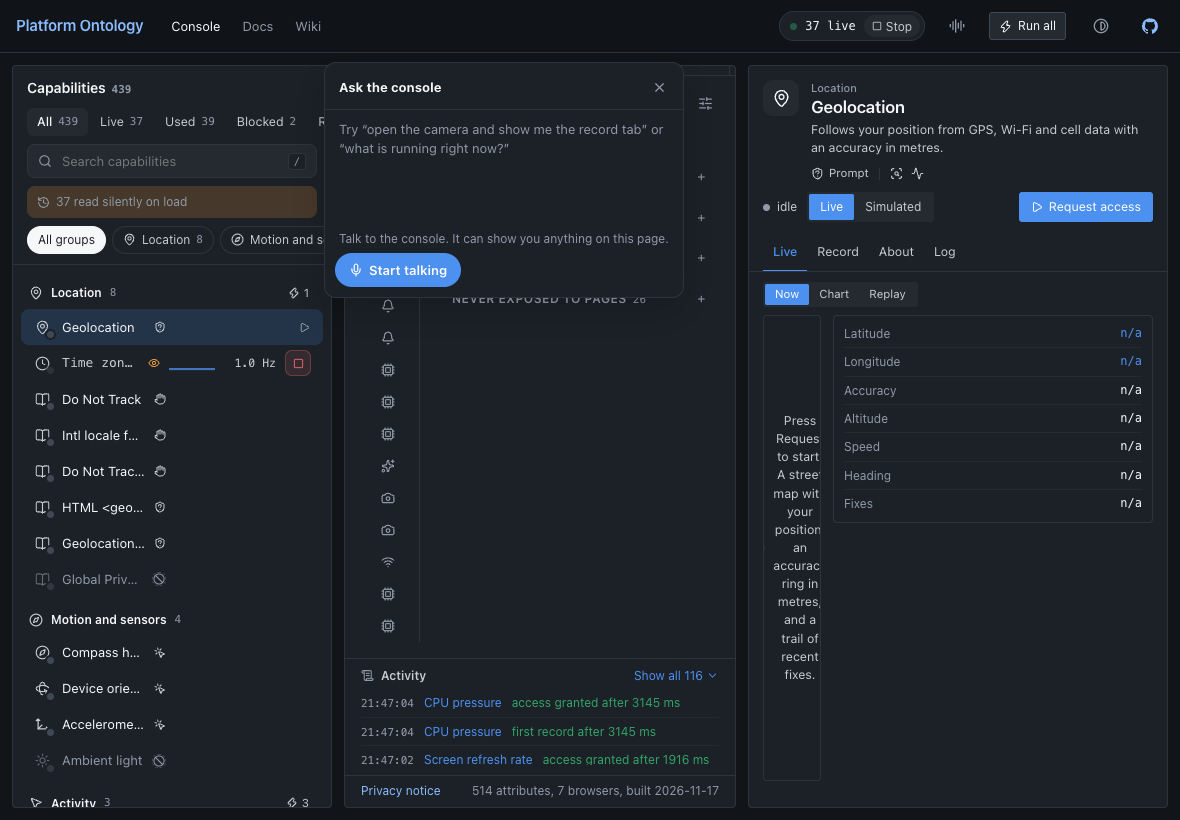 Platform Ontology
Console
Docs
Wiki
37 live
Stop
Run all
Capabilities 439
All 439
Live 37
Used 39
Blocked 2
Search capabilities
/
37 read silently on load
All groups
Location 8
Motion and s
Location 8
1
Geolocation
Time zon...
1.0 Hz
Do Not Track
Intl locale f...
Do Not Trac...
HTML <geo...
Geolocation...
Global Priv...
Motion and sensors 4
Compass h...
Device orie...
Accelerome...
Ambient light
Activity 3
3
Ask the console
Try “open the camera and show me the record tab” or
“what is running right now?”
Talk to the console. It can show you anything on this page.
Start talking
NEVER EXPOSED TO PAGES 26
Activity
Show all 116
21:47:04 CPU pressure access granted after 3145 ms
21:47:04 CPU pressure first record after 3145 ms
21:47:02 Screen refresh rate access granted after 1916 ms
Privacy notice
514 attributes, 7 browsers, built 2026-11-17
Location
Geolocation
Follows your position from GPS, Wi-Fi and cell data with
an accuracy in metres.
Prompt
idle
Live
Simulated
Request access
Live
Record
About
Log
Now
Chart
Replay
Press
Reques
to start
A street
map wit
your
position
an
accurac
ring in
metres,
and a
trail of
recent
fixes.
Latitude n/a
Longitude n/a
Accuracy n/a
Altitude n/a
Speed n/a
Heading n/a
Fixes n/a